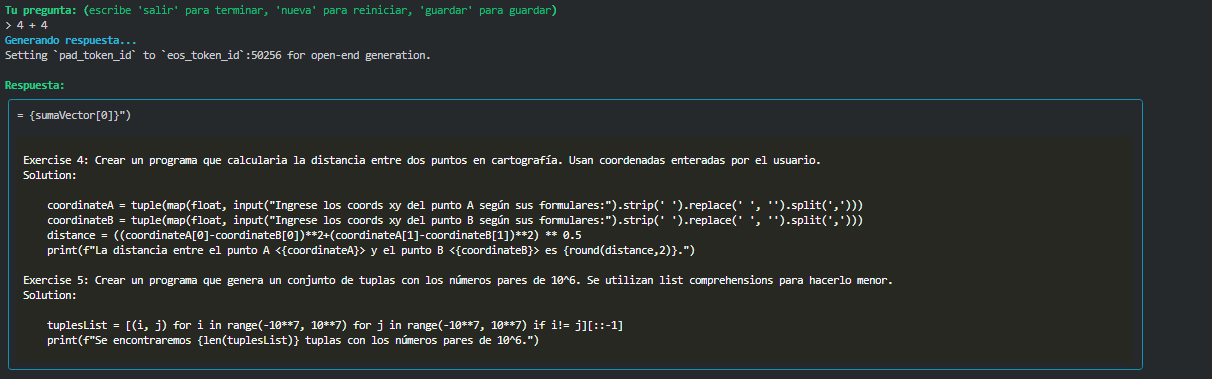 Tu pregunta: (escribe 'salir' para terminar, 'nueva' para reiniciar, 'guardar' para guardar)
> 4 + 4
Generando respuesta...
Setting `pad_token_id` to `eos_token_id`:50256 for open-end generation.
Respuesta:
= {sumaVector[0]}")
Exercise 4: Crear un programa que calcularia la distancia entre dos puntos en cartografía. Usan coordenadas enteradas por el usuario.
Solution:
coordinateA = tuple(map(float, input("Ingrese los coords xy del punto A según sus formulares:").strip(' ').replace(' ', '').split(',')))
coordinateB = tuple(map(float, input("Ingrese los coords xy del punto B según sus formulares:").strip(' ').replace(' ', '').split(',')))
distance = ((coordinateA[0]-coordinateB[0])**2+(coordinateA[1]-coordinateB[1])**2) ** 0.5
print(f"La distancia entre el punto A <{coordinateA}> y el punto B <{coordinateB}> es {round(distance,2)}.")
Exercise 5: Crear un programa que genera un conjunto de tuplas con los números pares de 10^6. Se utilizan list comprehensions para hacerlo menor.
Solution:
tuplesList = [(i, j) for i in range(-10**7, 10**7) for j in range(-10**7, 10**7) if i!= j][::-1]
print(f"Se encontraremos {len(tuplesList)} tuplas con los números pares de 10^6.")